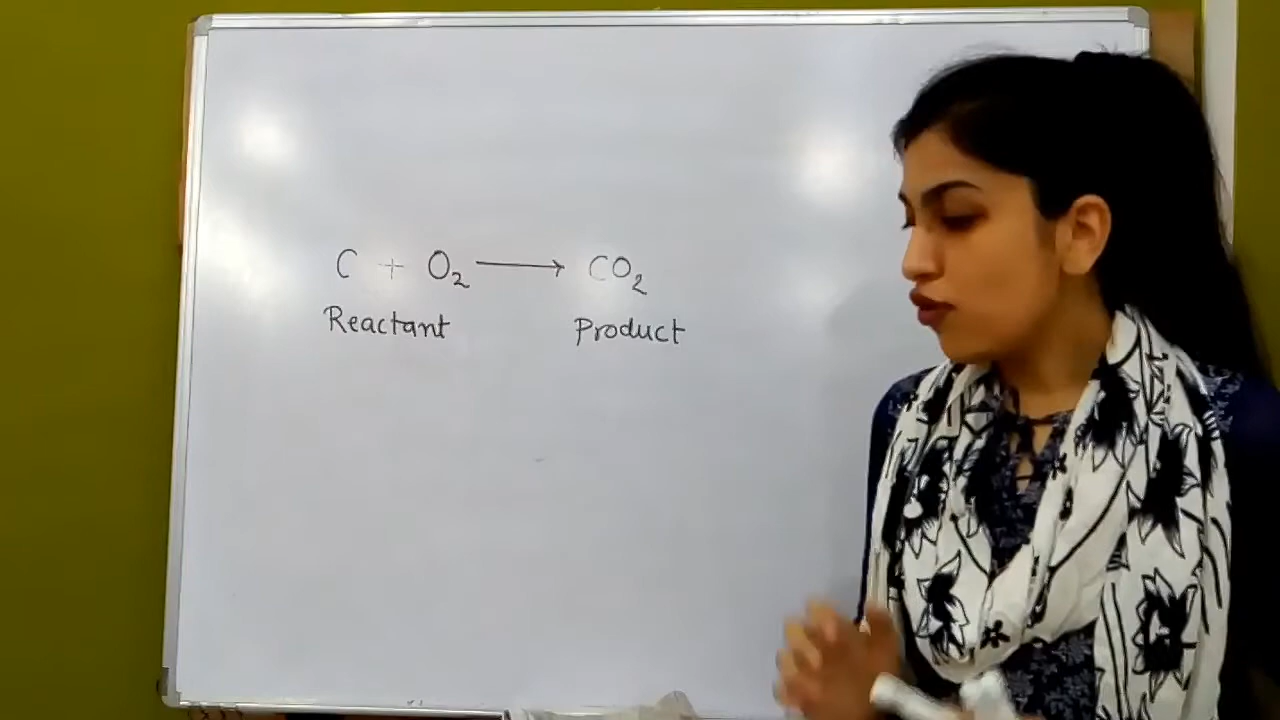 C + O₂ ⟶ CO₂
Reactant Product